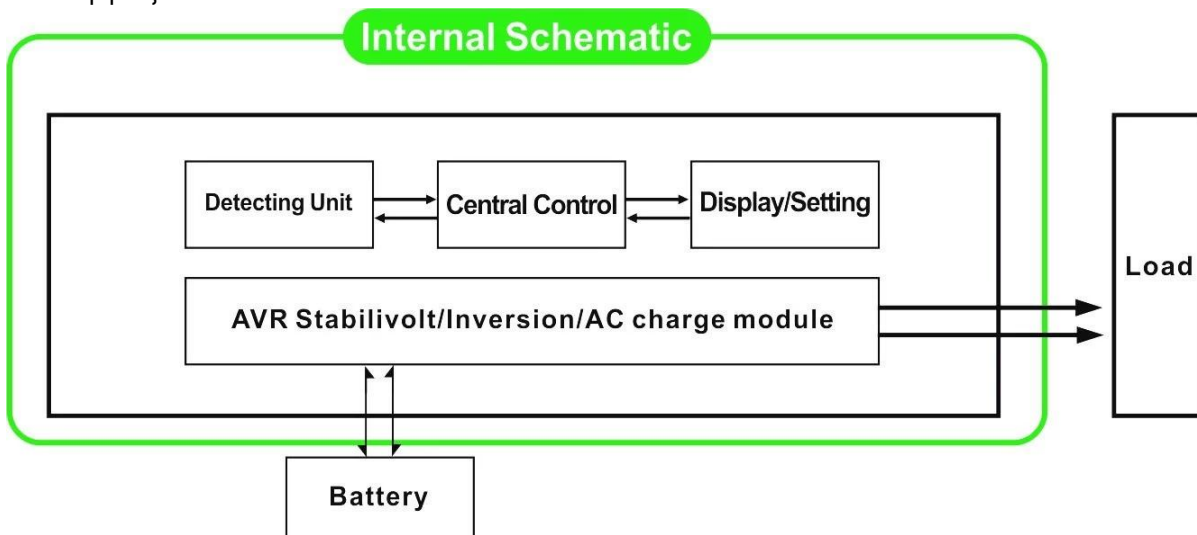 Internal Schematic
Detecting Unit
Central Control
Display/Setting
Load
AVR Stabilivolt/Inversion/AC charge module
Battery